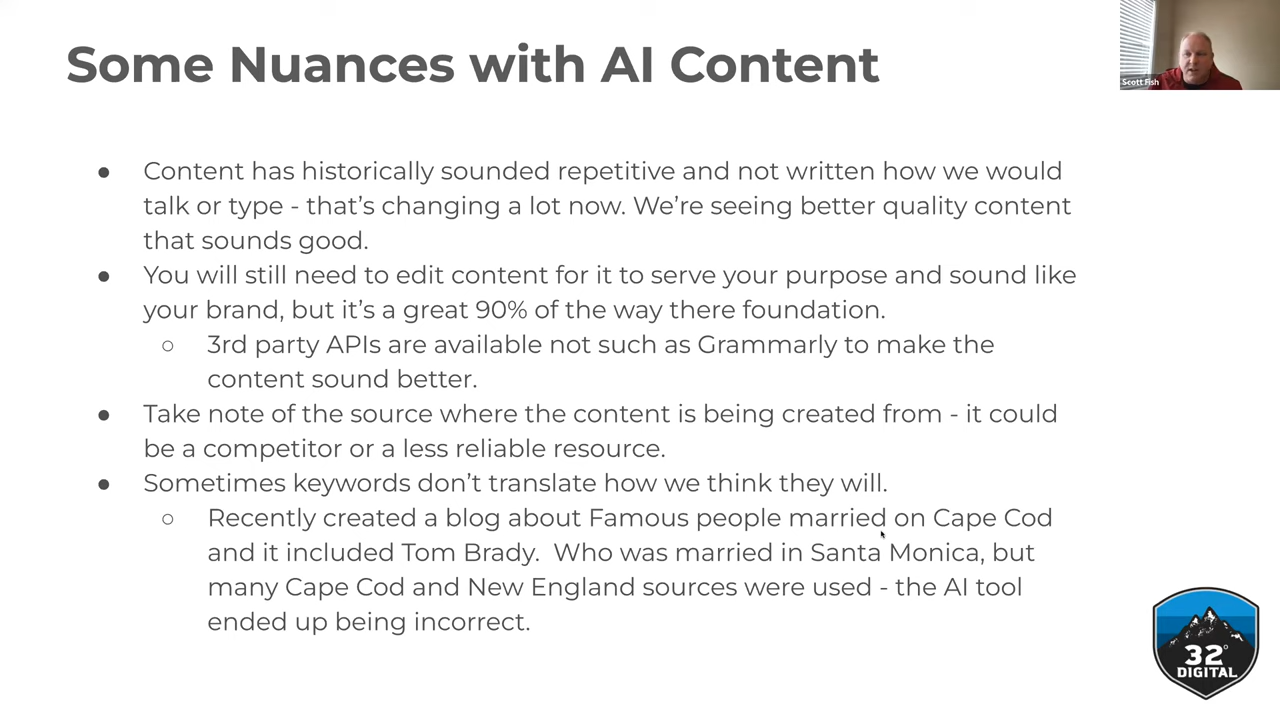 Some Nuances with AI Content
Scott Fish
● Content has historically sounded repetitive and not written how we would
talk or type - that's changing a lot now. We're seeing better quality content
that sounds good.
● You will still need to edit content for it to serve your purpose and sound like
your brand, but it's a great 90% of the way there foundation.
○ 3rd party APIs are available not such as Grammarly to make the
content sound better.
● Take note of the source where the content is being created from - it could
be a competitor or a less reliable resource.
● Sometimes keywords don't translate how we think they will.
○ Recently created a blog about Famous people married on Cape Cod
and it included Tom Brady.  Who was married in Santa Monica, but
many Cape Cod and New England sources were used - the AI tool
ended up being incorrect.
32°
DIGITAL